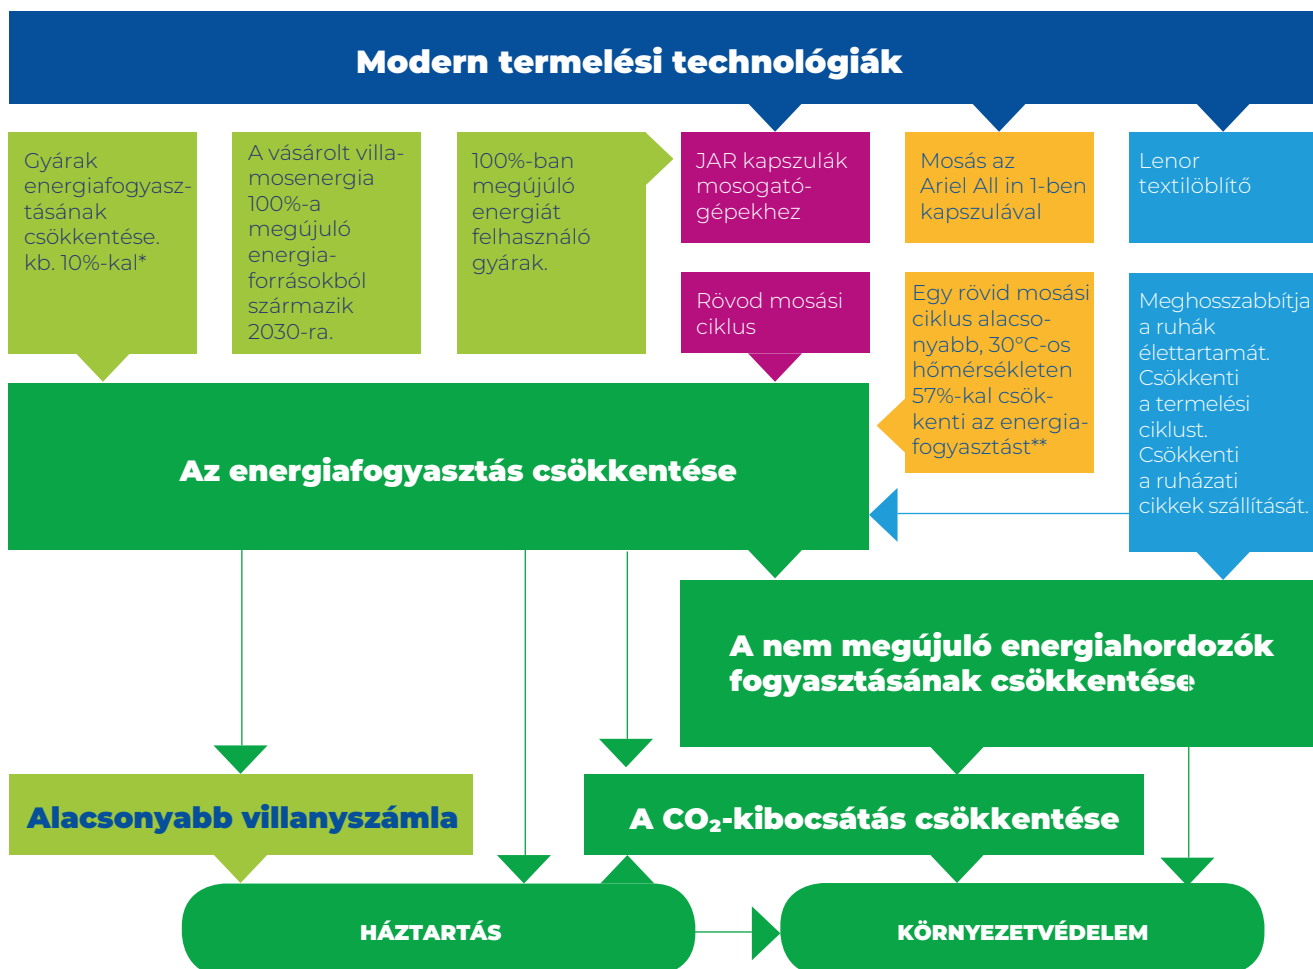 Modern termelési technológiák
Gyárak
energiafogyasz-
tásának
csökkentése.
kb. 10%-kal*
A vásárolt villa-
mosenergia
100%-a
megújuló
energia-
forrásokból
származik
2030-ra.
100%-ban
megújúló
energiát
felhasználó
gyárak.
JAR kapszulák
mosogató-
gépekhez
Mosás az
Ariel All in 1-ben
kapszulával
Lenor
textilöblítő
Rövod mosási
ciklus
Egy rövid mosási
ciklus alacso-
nyabb, 30°C-os
hőmérsékleten
57%-kal csök-
kenti az energia-
fogyasztást**
Meghosszabbítja
a ruhák
élettartamát.
Csökkenti
a termelési
ciklust.
Csökkenti
a ruházati
cikkek szállítását.
Az energiafogyasztás csökkentése
A nem megújuló energiahordozók
fogyasztásának csökkentése
Alacsonyabb villanyszámla
A CO₂-kibocsátás csökkentése
HÁZTARTÁS
KÖRNYEZETVÉDELEM